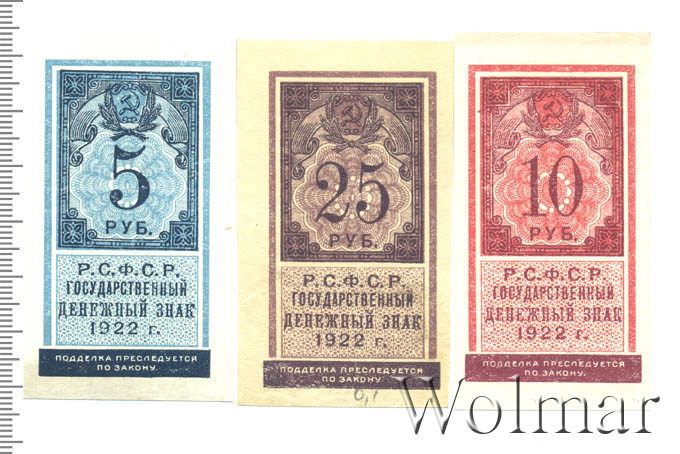 5
РУБ.
Р.С.Ф.С.Р.
ГОСУДАРСТВЕННЫЙ
ДЕНЕЖНЫЙ ЗНАК
1922 г.
ПОДДЕЛКА ПРЕСЛЕДУЕТСЯ
ПО ЗАКОНУ.
25
РУБ.
Р.С.Ф.С.Р.
ГОСУДАРСТВЕННЫЙ
ДЕНЕЖНЫЙ ЗНАК
1922 г.
ПОДДЕЛКА ПРЕСЛЕДУЕТСЯ
ПО ЗАКОНУ
10
РУБ.
Р.С.Ф.С.Р.
ГОСУДАРСТВЕННЫЙ
ДЕНЕЖНЫЙ ЗНАК
1922 г.
ПОДДЕЛКА ПРЕСЛЕДУЕТСЯ
ПО ЗАКОНУ.
Wolmar